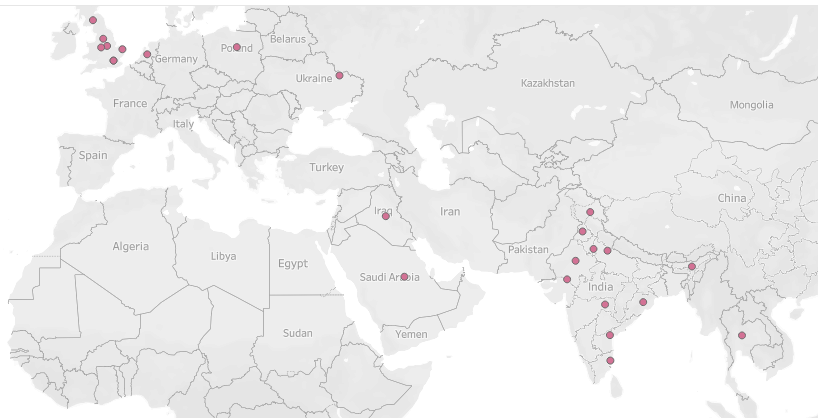 Belarus
Poland
Germany
Ukraine
Kazakhstan
France
Mongolia
Italy
Spain
Turkey
China
Iraq
Iran
Algeria
Libya
Egypt
Pakistan
Saudi Arabia
India
Sudan
Yemen